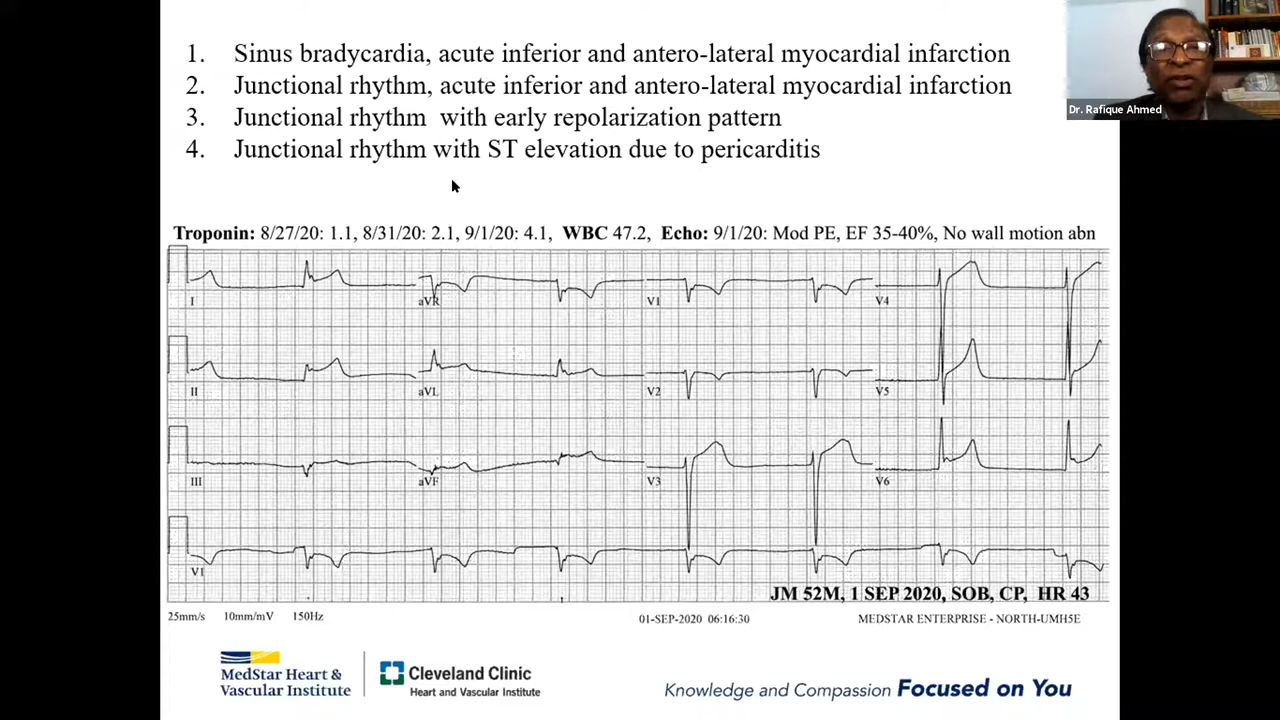 1. Sinus bradycardia, acute inferior and antero-lateral myocardial infarction
2. Junctional rhythm, acute inferior and antero-lateral myocardial infarction
3. Junctional rhythm with early repolarization pattern
4. Junctional rhythm with ST elevation due to pericarditis
Dr. Rafique Ahmed
Troponin: 8/27/20: 1.1, 8/31/20: 2.1, 9/1/20: 4.1, WBC 47.2, Echo: 9/1/20: Mod PE, EF 35-40%, No wall motion abn
I aVR V1 V4
II aVL V2 V5
III aVF V3 V6
V1
JM 52M, 1 SEP 2020, SOB, CP, HR 43
25mm/s 10mm/mV 150Hz 01-SEP-2020 06:16:30 MEDSTAR ENTERPRISE - NORTH-UMH5E
MedStar Heart &
Vascular Institute
Cleveland Clinic
Heart and Vascular Institute
Knowledge and Compassion Focused on You